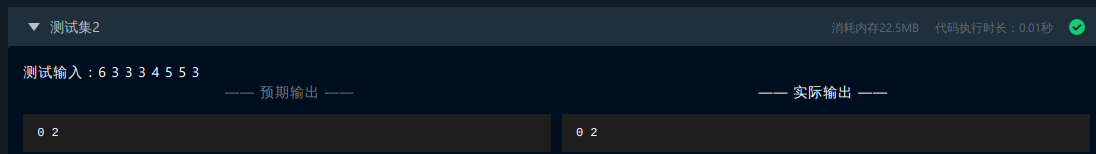 测试集2 消耗内存22.5MB 代码执行时长：0.01秒
测试输入：6 3 3 3 4 5 5 3
—— 预期输出 —— —— 实际输出 ——
0 2 0 2